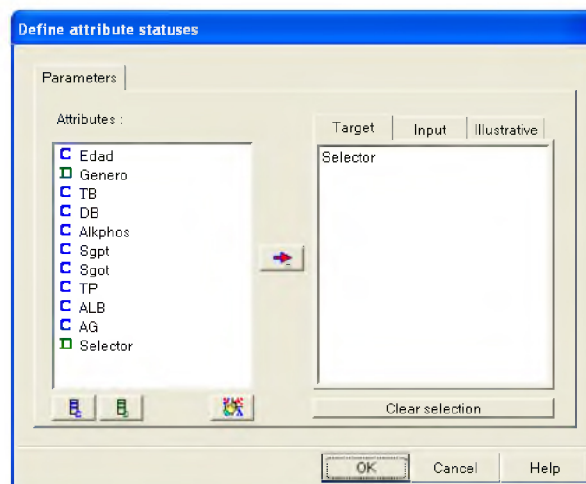 Define attribute statuses
Parameters
Attributes :
C Edad
D Genero
C TB
C DB
C Alkphos
C Sgpt
C Sgot
C TP
C ALB
C AG
D Selector
Target Input Illustrative
Selector
Clear selection
OK Cancel Help